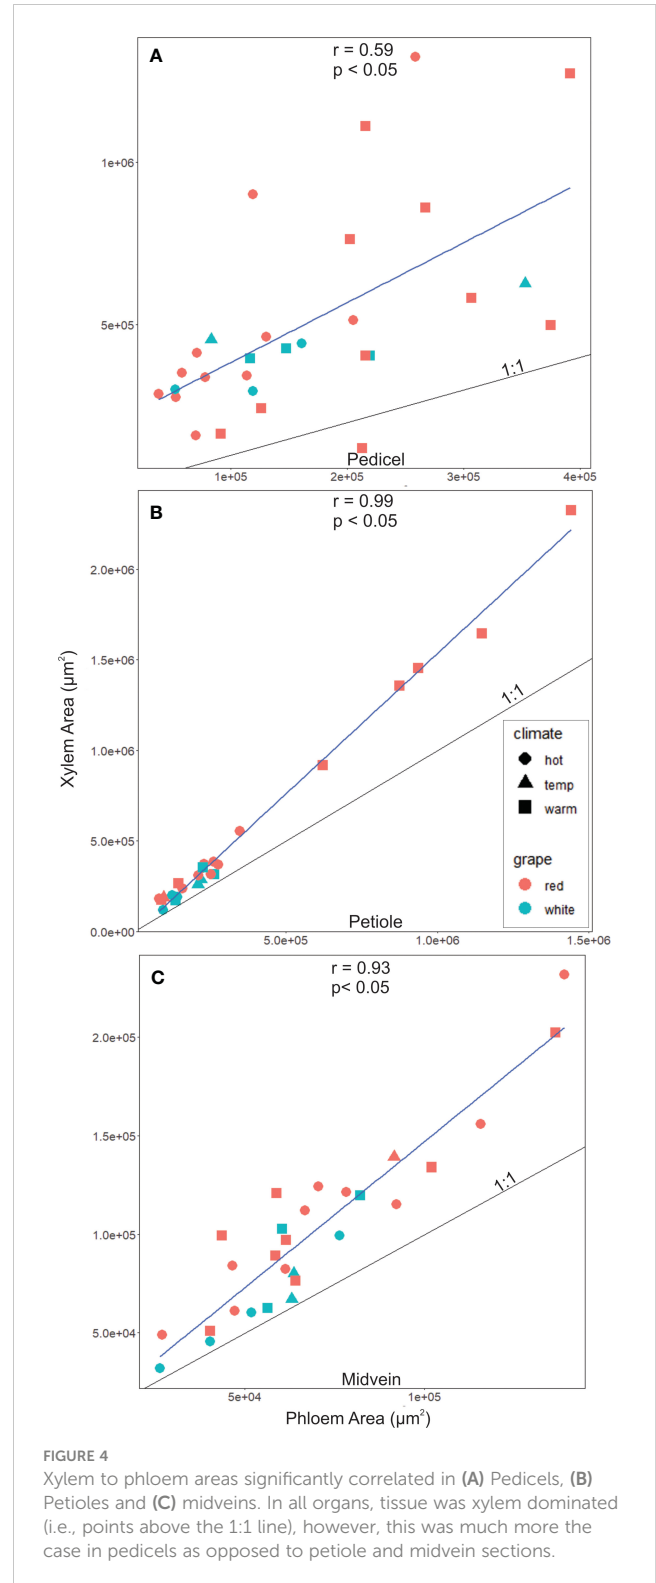 A
r = 0.59
p < 0.05
1e+06
5e+05
1:1
Pedicel
1e+05
2e+05
3e+05
4e+05
B
r = 0.99
p < 0.05
2.0e+06
1.5e+06
1.0e+06
5.0e+05
0.0e+00
Xylem Area (µm²)
1:1
climate
hot
temp
warm
grape
red
white
Petiole
5.0e+05
1.0e+06
1.5e+06
C
r = 0.93
p< 0.05
2.0e+05
1.5e+05
1.0e+05
5.0e+04
1:1
Midvein
5e+04
1e+05
Phloem Area (µm²)
FIGURE 4
Xylem to phloem areas significantly correlated in (A) Pedicels, (B)
Petioles and (C) midveins. In all organs, tissue was xylem dominated
(i.e., points above the 1:1 line), however, this was much more the
case in pedicels as opposed to petiole and midvein sections.